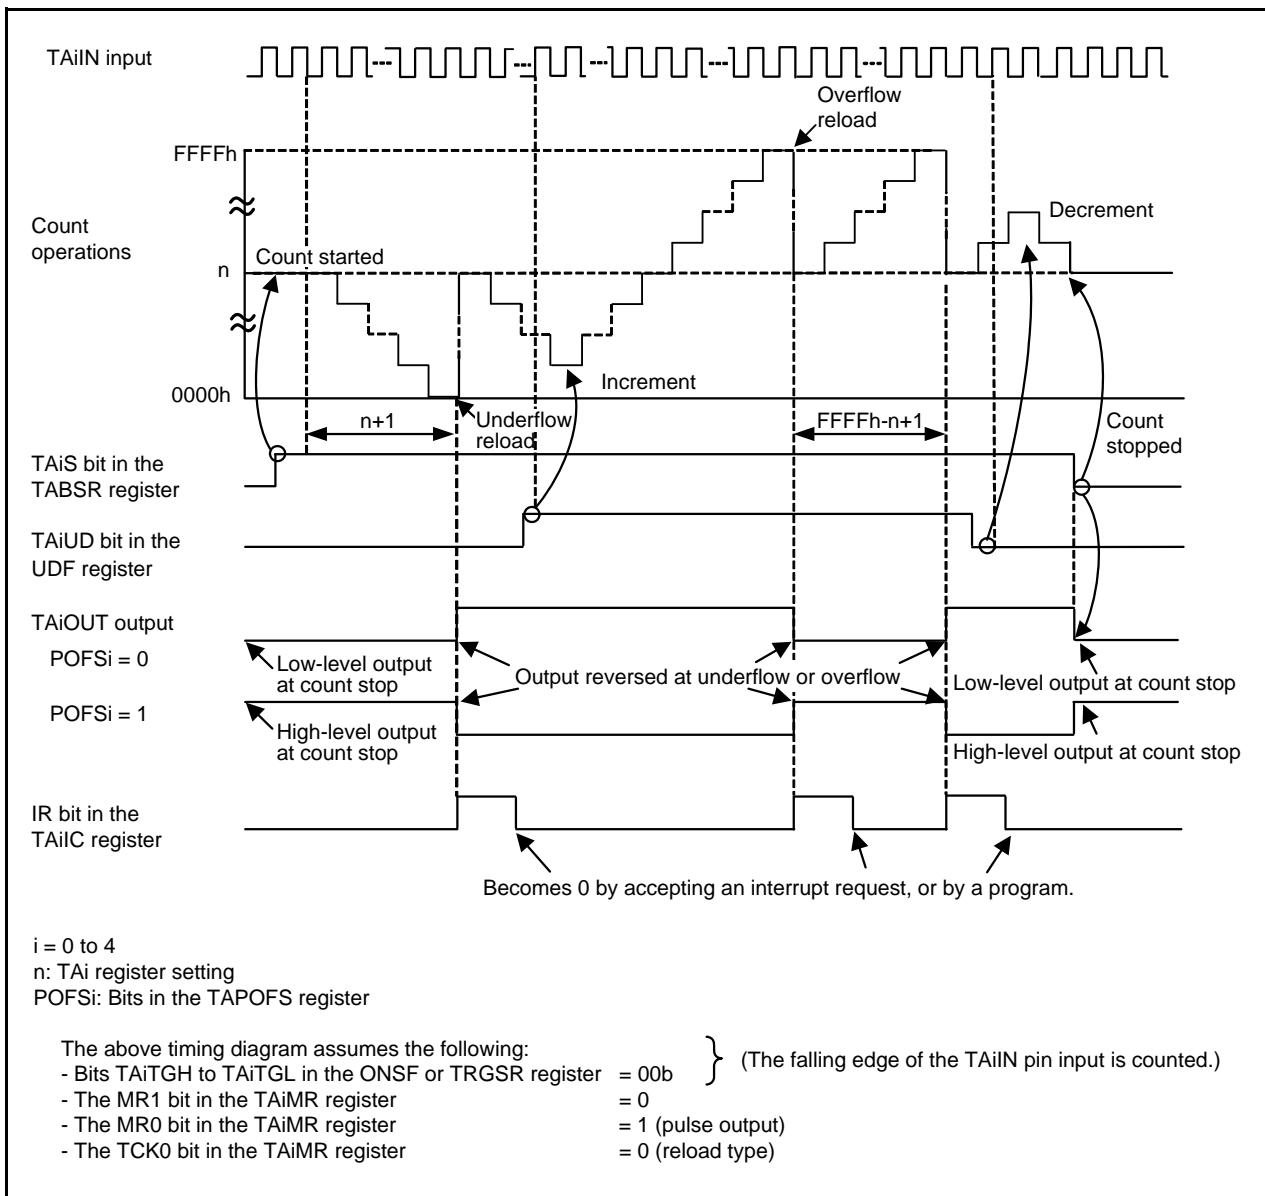 TAiIN input
Overflow
reload
FFFFh
Count
operations
Decrement
Count started
n
Increment
0000h
n+1
Underflow
reload
FFFFh-n+1
Count
stopped
TAiS bit in the
TABSR register
TAiUD bit in the
UDF register
TAiOUT output
POFSi = 0
Low-level output
at count stop
Output reversed at underflow or overflow
Low-level output at count stop
POFSi = 1
High-level output
at count stop
High-level output at count stop
IR bit in the
TAiIC register
Becomes 0 by accepting an interrupt request, or by a program.
i = 0 to 4
n: TAi register setting
POFSi: Bits in the TAPOFS register
The above timing diagram assumes the following:
- Bits TAiTGH to TAiTGL in the ONSF or TRGSR register = 00b
(The falling edge of the TAiIN pin input is counted.)
- The MR1 bit in the TAiMR register = 0
- The MR0 bit in the TAiMR register = 1 (pulse output)
- The TCK0 bit in the TAiMR register = 0 (reload type)